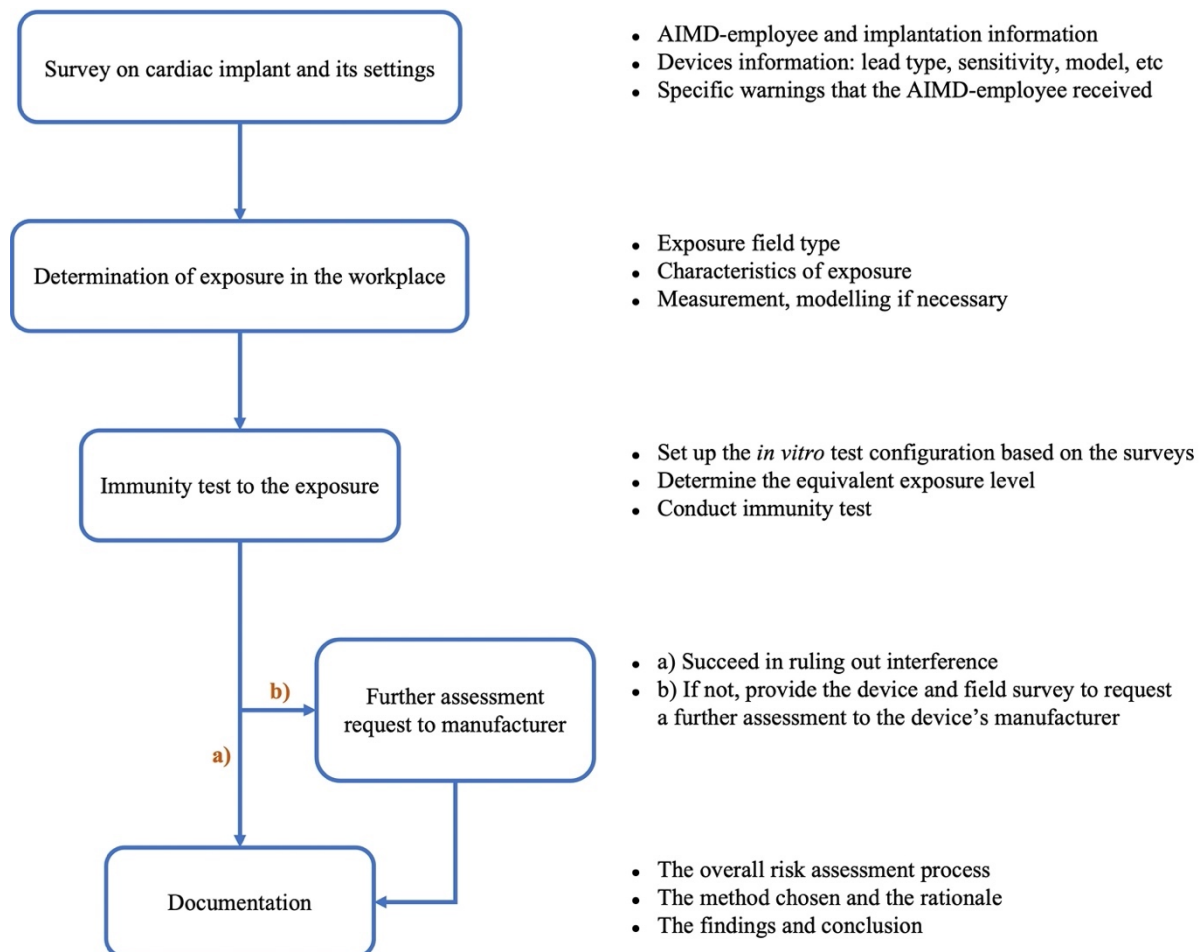 Survey on cardiac implant and its settings
• AIMD-employee and implantation information
• Devices information: lead type, sensitivity, model, etc
• Specific warnings that the AIMD-employee received
Determination of exposure in the workplace
• Exposure field type
• Characteristics of exposure
• Measurement, modelling if necessary
Immunity test to the exposure
• Set up the in vitro test configuration based on the surveys
• Determine the equivalent exposure level
• Conduct immunity test
b)
Further assessment
request to manufacturer
a)
• a) Succeed in ruling out interference
• b) If not, provide the device and field survey to request
a further assessment to the device’s manufacturer
Documentation
• The overall risk assessment process
• The method chosen and the rationale
• The findings and conclusion